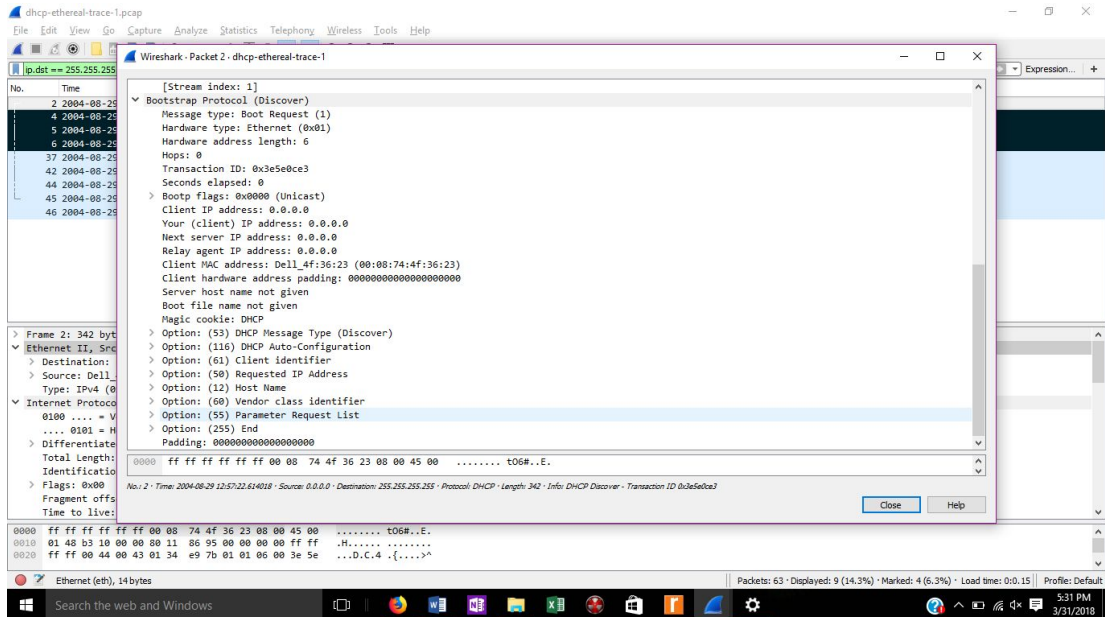 dhcp-ethereal-trace-1.pcap
File Edit View Go Capture Analyze Statistics Telephony Wireless Tools Help
ip.dst == 255.255.255
Expression... +
No. Time
2 2004-08-29
4 2004-08-29
5 2004-08-29
6 2004-08-29
37 2004-08-29
42 2004-08-29
44 2004-08-29
45 2004-08-29
46 2004-08-29
Wireshark · Packet 2 · dhcp-ethereal-trace-1
[Stream index: 1]
Bootstrap Protocol (Discover)
Message type: Boot Request (1)
Hardware type: Ethernet (0x01)
Hardware address length: 6
Hops: 0
Transaction ID: 0x3e5e0ce3
Seconds elapsed: 0
Bootp flags: 0x0000 (Unicast)
Client IP address: 0.0.0.0
Your (client) IP address: 0.0.0.0
Next server IP address: 0.0.0.0
Relay agent IP address: 0.0.0.0
Client MAC address: Dell_4f:36:23 (00:08:74:4f:36:23)
Client hardware address padding: 00000000000000000000
Server host name not given
Boot file name not given
Magic cookie: DHCP
Option: (53) DHCP Message Type (Discover)
Option: (116) DHCP Auto-Configuration
Option: (61) Client identifier
Option: (50) Requested IP Address
Option: (12) Host Name
Option: (60) Vendor class identifier
Option: (55) Parameter Request List
Option: (255) End
Padding: 000000000000000000
0000 ff ff ff ff ff ff 00 08 74 4f 36 23 08 00 45 00 ........ tO6#..E.
No.: 2 · Time: 2004-08-29 12:57:22.614018 · Source: 0.0.0.0 · Destination: 255.255.255.255 · Protocol: DHCP · Length: 342 · Info: DHCP Discover - Transaction ID 0x3e5e0ce3
Close Help
Frame 2: 342 byt
Ethernet II, Src
Destination:
Source: Dell_
Type: IPv4 (0
Internet Protoco
0100 .... = V
.... 0101 = H
Differentiate
Total Length:
Identificatio
Flags: 0x00
Fragment offs
Time to live:
0000 ff ff ff ff ff ff 00 08 74 4f 36 23 08 00 45 00 ........ tO6#..E.
0010 01 48 b3 10 00 00 80 11 86 95 00 00 00 00 ff ff .H...... ........
0020 ff ff 00 44 00 43 01 34 e9 7b 01 01 06 00 3e 5e ...D.C.4 .{....>^
Ethernet (eth), 14 bytes
Packets: 63 · Displayed: 9 (14.3%) · Marked: 4 (6.3%) · Load time: 0:0.15
Profile: Default
Search the web and Windows
5:31 PM
3/31/2018